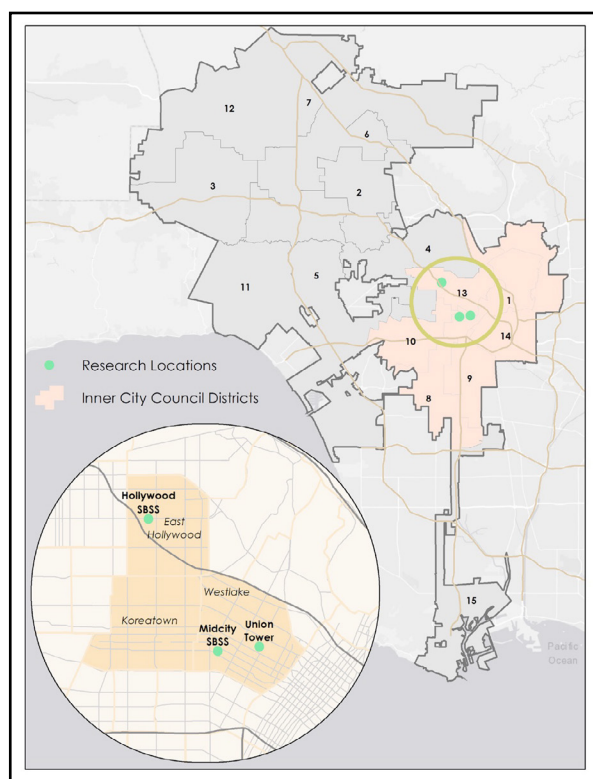 12
7
6
3
2
4
11
5
13
1
10
14
9
8
15
Research Locations
Inner City Council Districts
Hollywood
SBSS
East
Hollywood
Westlake
Koreatown
Midcity
SBSS
Union
Tower
Pacific
Ocean